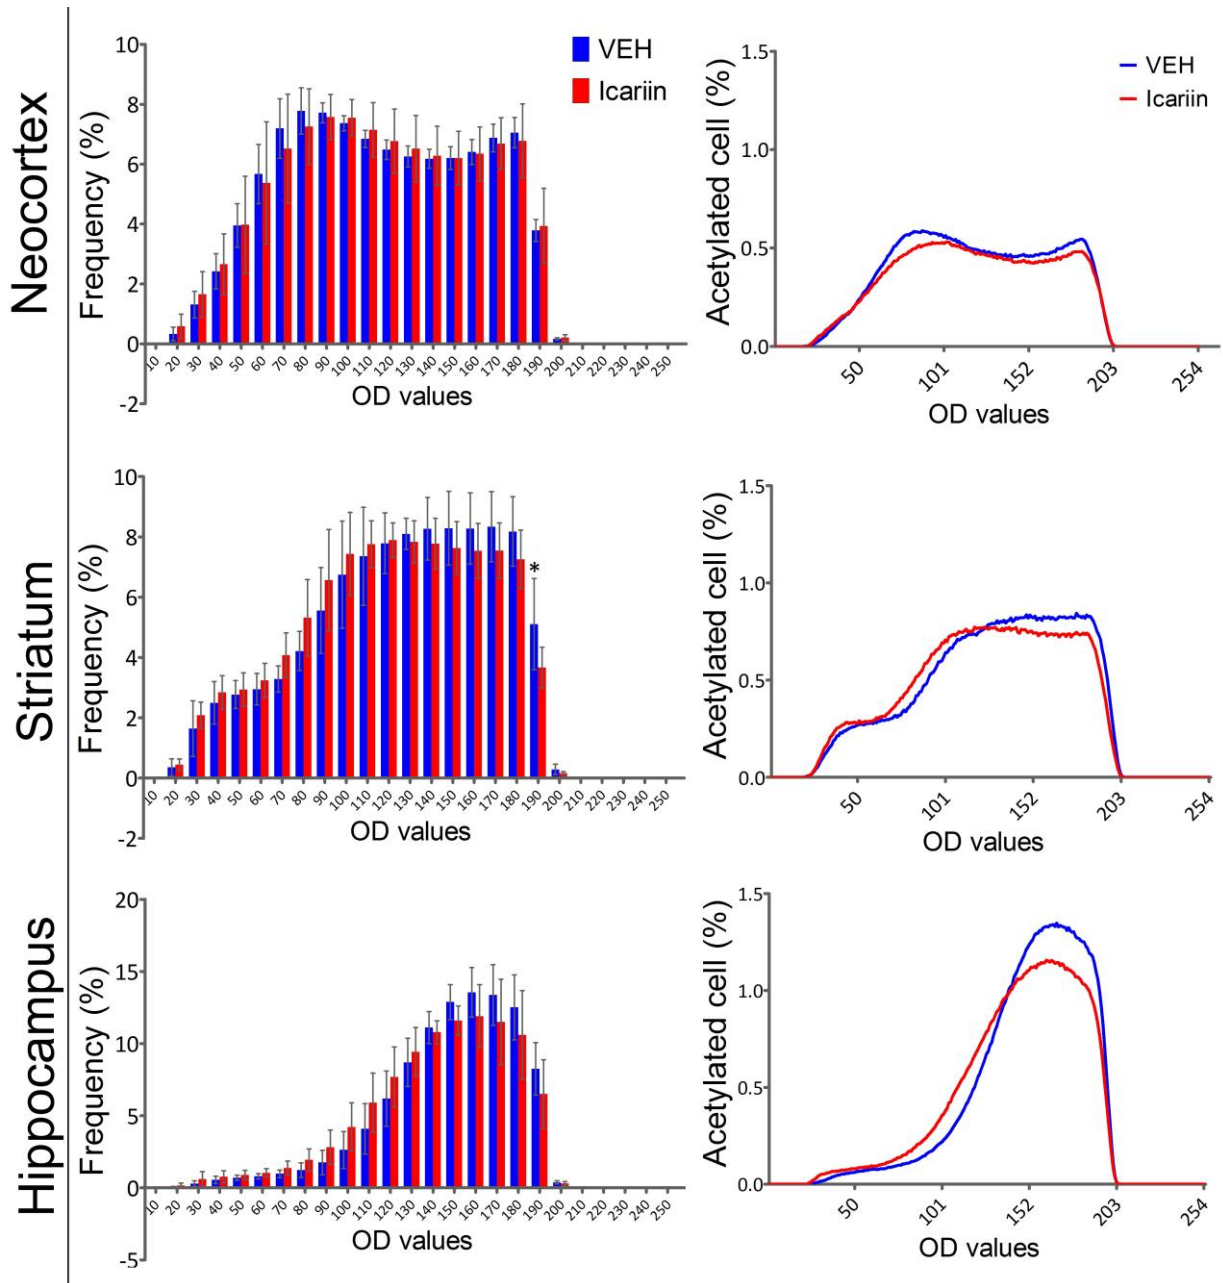 Neocortex
Frequency (%)
10
8
6
4
2
0
-2
VEH
Icariin
10 20 30 40 50 60 70 80 90 100 110 120 130 140 150 160 170 180 190 200 210 220 230 240 250
OD values
Acetylated cell (%)
1.5
1.0
0.5
0.0
VEH
Icariin
50 101 152 203 254
OD values
Striatum
Frequency (%)
10
8
6
4
2
0
-2
*
10 20 30 40 50 60 70 80 90 100 110 120 130 140 150 160 170 180 190 200 210 220 230 240 250
OD values
Acetylated cell (%)
1.5
1.0
0.5
0.0
50 101 152 203 254
OD values
Hippocampus
Frequency (%)
20
15
10
5
0
-5
10 20 30 40 50 60 70 80 90 100 110 120 130 140 150 160 170 180 190 200 210 220 230 240 250
OD values
Acetylated cell (%)
1.5
1.0
0.5
0.0
50 101 152 203 254
OD values